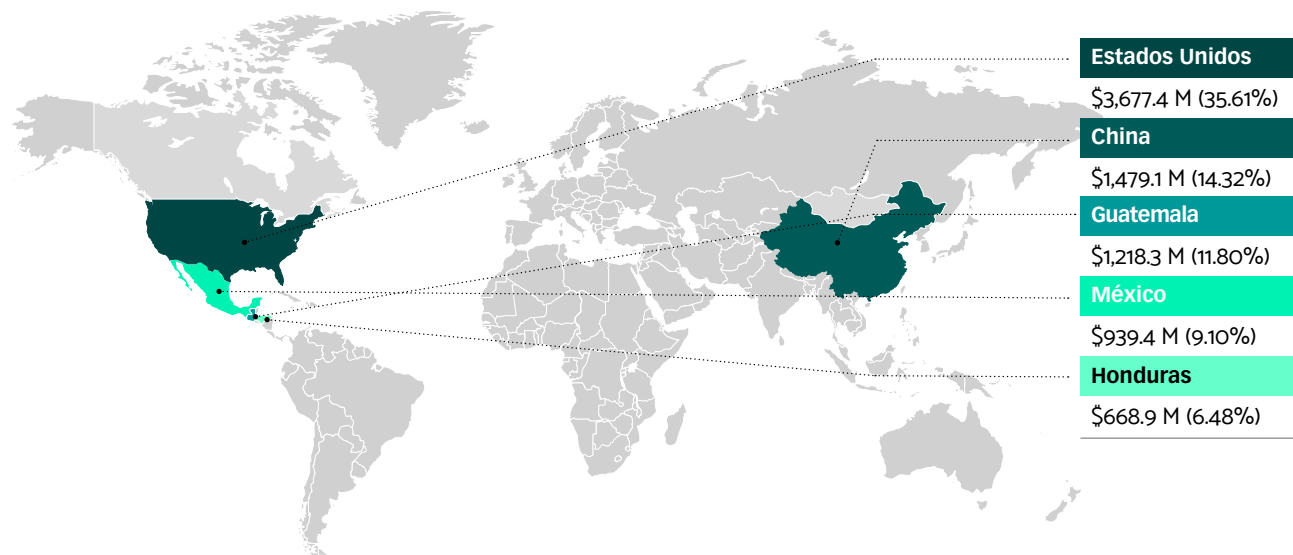 Estados Unidos
$3,677.4 M (35.61%)
China
$1,479.1 M (14.32%)
Guatemala
$1,218.3 M (11.80%)
México
$939.4 M (9.10%)
Honduras
$668.9 M (6.48%)